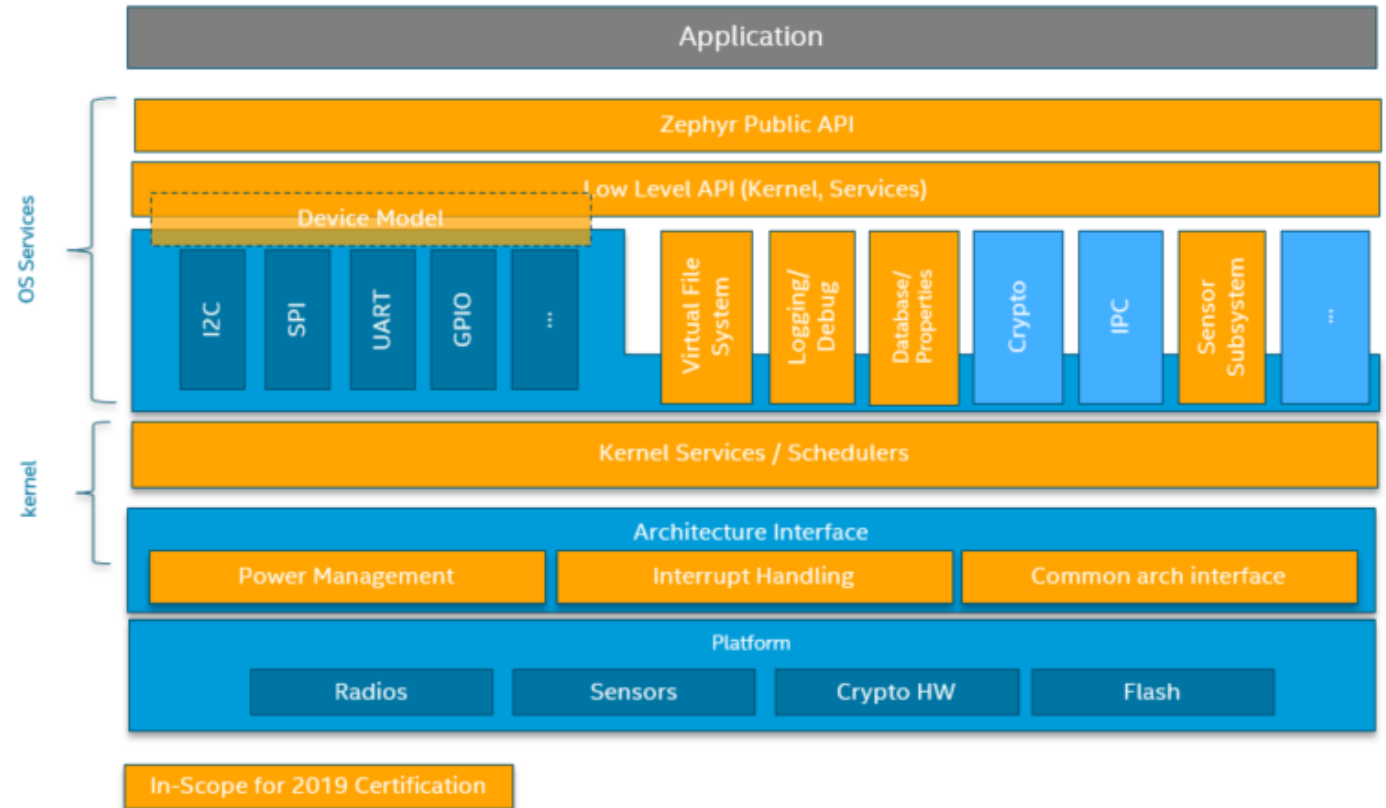 Application
Zephyr Public API
Low Level API (Kernel, Services)
Device Model
OS Services
I2C
SPI
UART
GPIO
...
Virtual File
System
Logging/
Debug
Database/
Properties
Crypto
IPC
Sensor
Subsystem
...
kernel
Kernel Services / Schedulers
Architecture Interface
Power Management
Interrupt Handling
Common arch interface
Platform
Radios
Sensors
Crypto HW
Flash
In-Scope for 2019 Certification